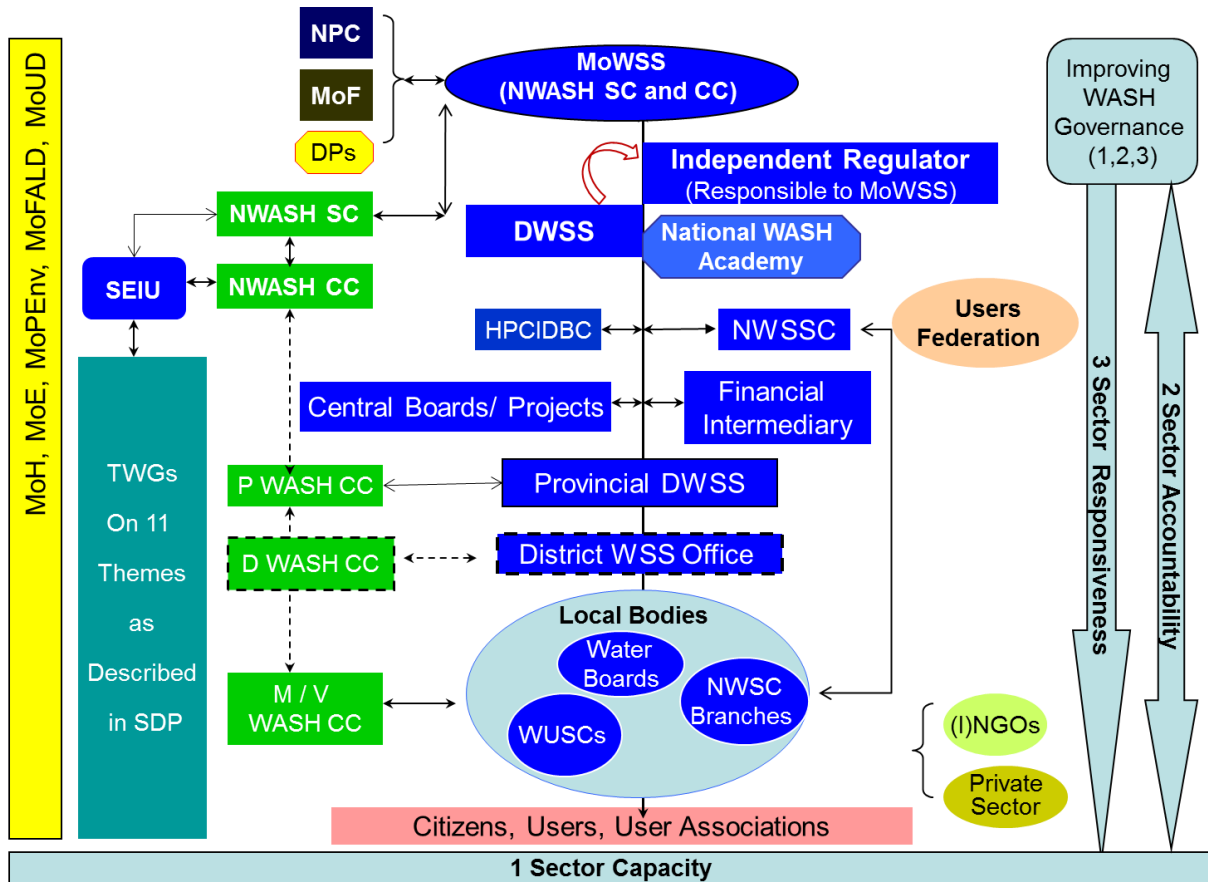 NPC
MoF
DPs
MoWSS
(NWASH SC and CC)
Improving
WASH
Governance
(1,2,3)
MoH, MoE, MoPEnv, MoFALD, MoUD
Independent Regulator
(Responsible to MoWSS)
NWASH SC
DWSS
National WASH
Academy
SEIU
NWASH CC
HPCIDBC
NWSSC
Users
Federation
Central Boards/ Projects
Financial
Intermediary
3 Sector Responsiveness
2 Sector Accountability
TWGs
On 11
Themes
as
Described
in SDP
P WASH CC
Provincial DWSS
D WASH CC
District WSS Office
Local Bodies
Water
Boards
NWSC
Branches
WUSCs
M / V
WASH CC
(I)NGOs
Private
Sector
Citizens, Users, User Associations
1 Sector Capacity